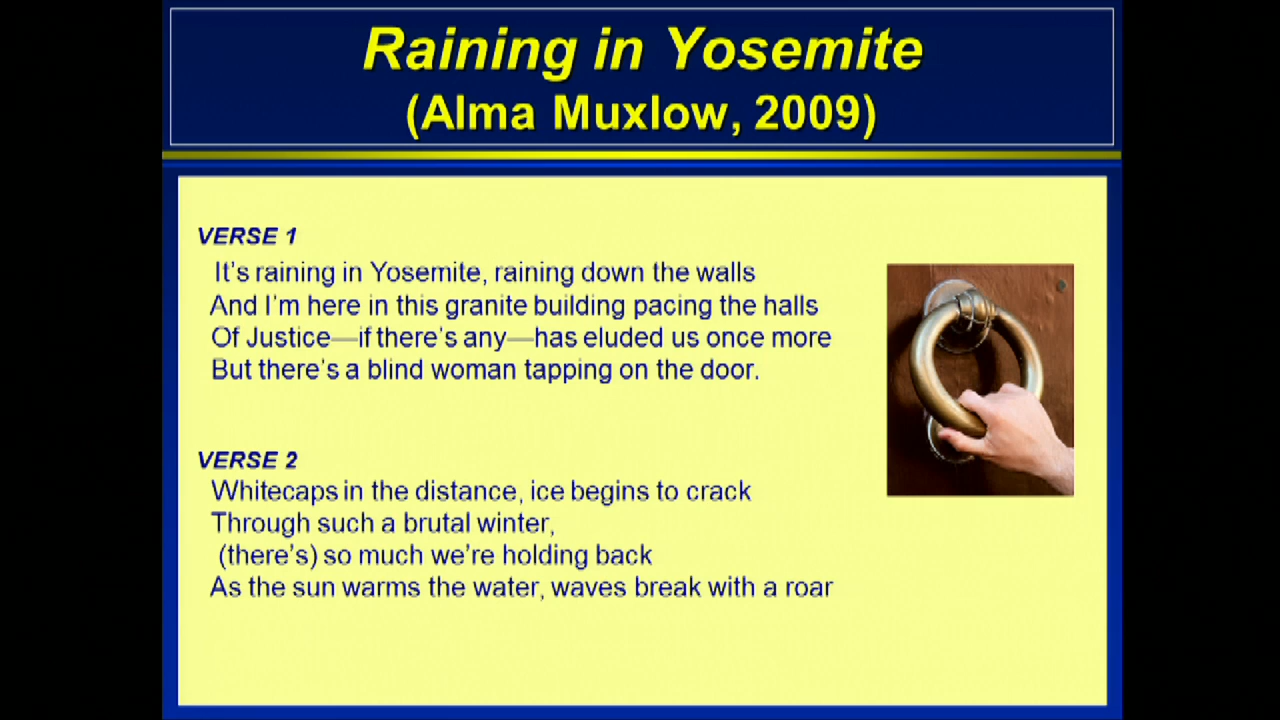 Raining in Yosemite
(Alma Muxlow, 2009)
VERSE 1
It's raining in Yosemite, raining down the walls
And I'm here in this granite building pacing the halls
Of Justice—if there's any—has eluded us once more
But there's a blind woman tapping on the door.
VERSE 2
Whitecaps in the distance, ice begins to crack
Through such a brutal winter,
(there's) so much we're holding back
As the sun warms the water, waves break with a roar